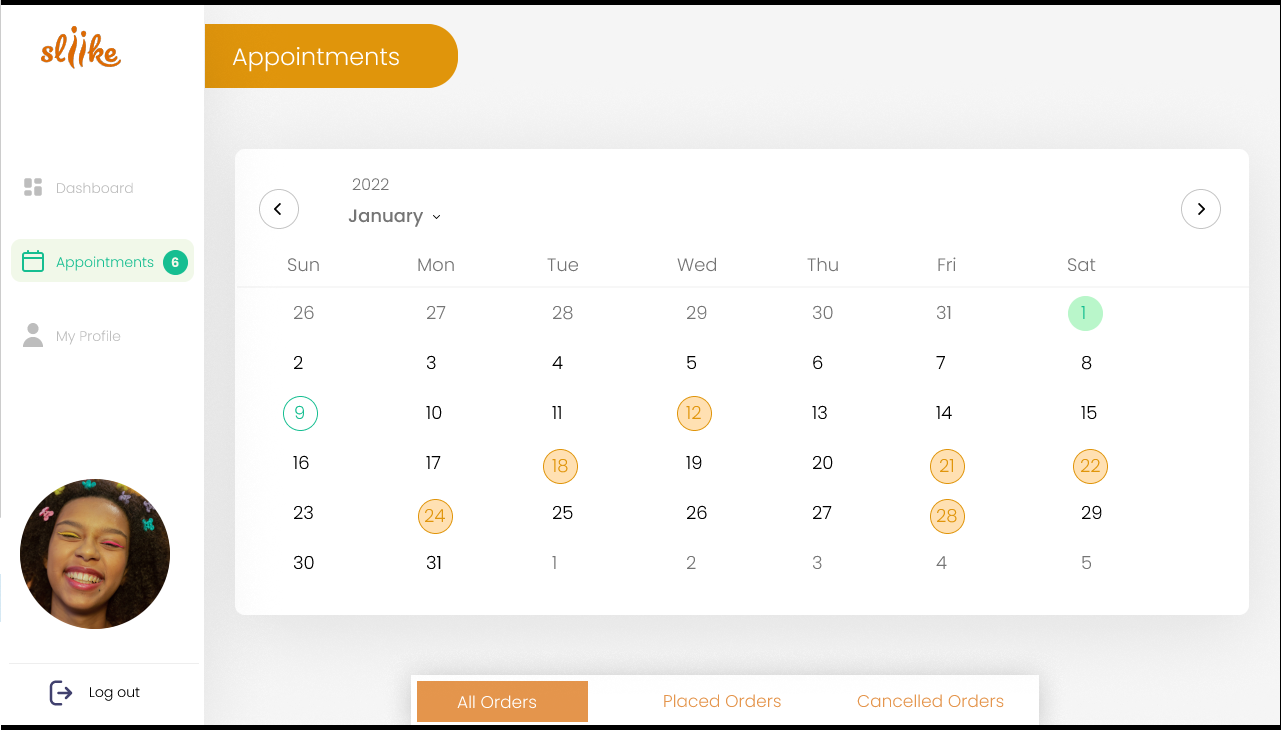 sliike
Appointments
Dashboard
Appointments 6
My Profile
Log out
2022
January
Sun Mon Tue Wed Thu Fri Sat
26 27 28 29 30 31 1
2 3 4 5 6 7 8
9 10 11 12 13 14 15
16 17 18 19 20 21 22
23 24 25 26 27 28 29
30 31 1 2 3 4 5
All Orders Placed Orders Cancelled Orders